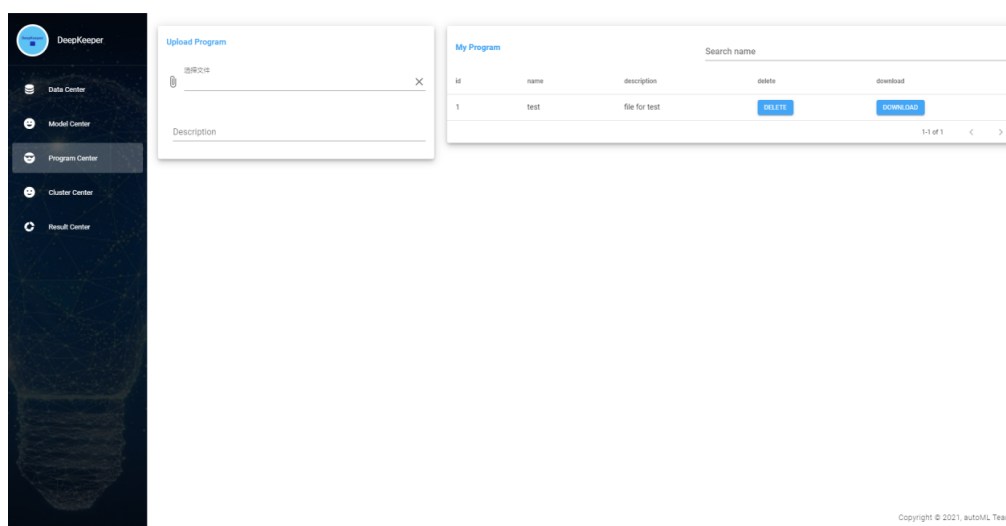 DeepKeeper
Data Center
Model Center
Program Center
Cluster Center
Result Center
Upload Program
选择文件
Description
My Program
Search name
id name description delete download
1 test file for test DELETE DOWNLOAD
1-1 of 1
Copyright © 2021, autoML Tea